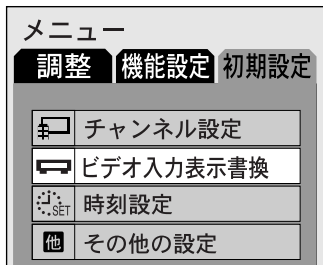 メニュー
調整 機能設定 初期設定
チャンネル設定
ビデオ入力表示書換
SET 時刻設定
他 その他の設定